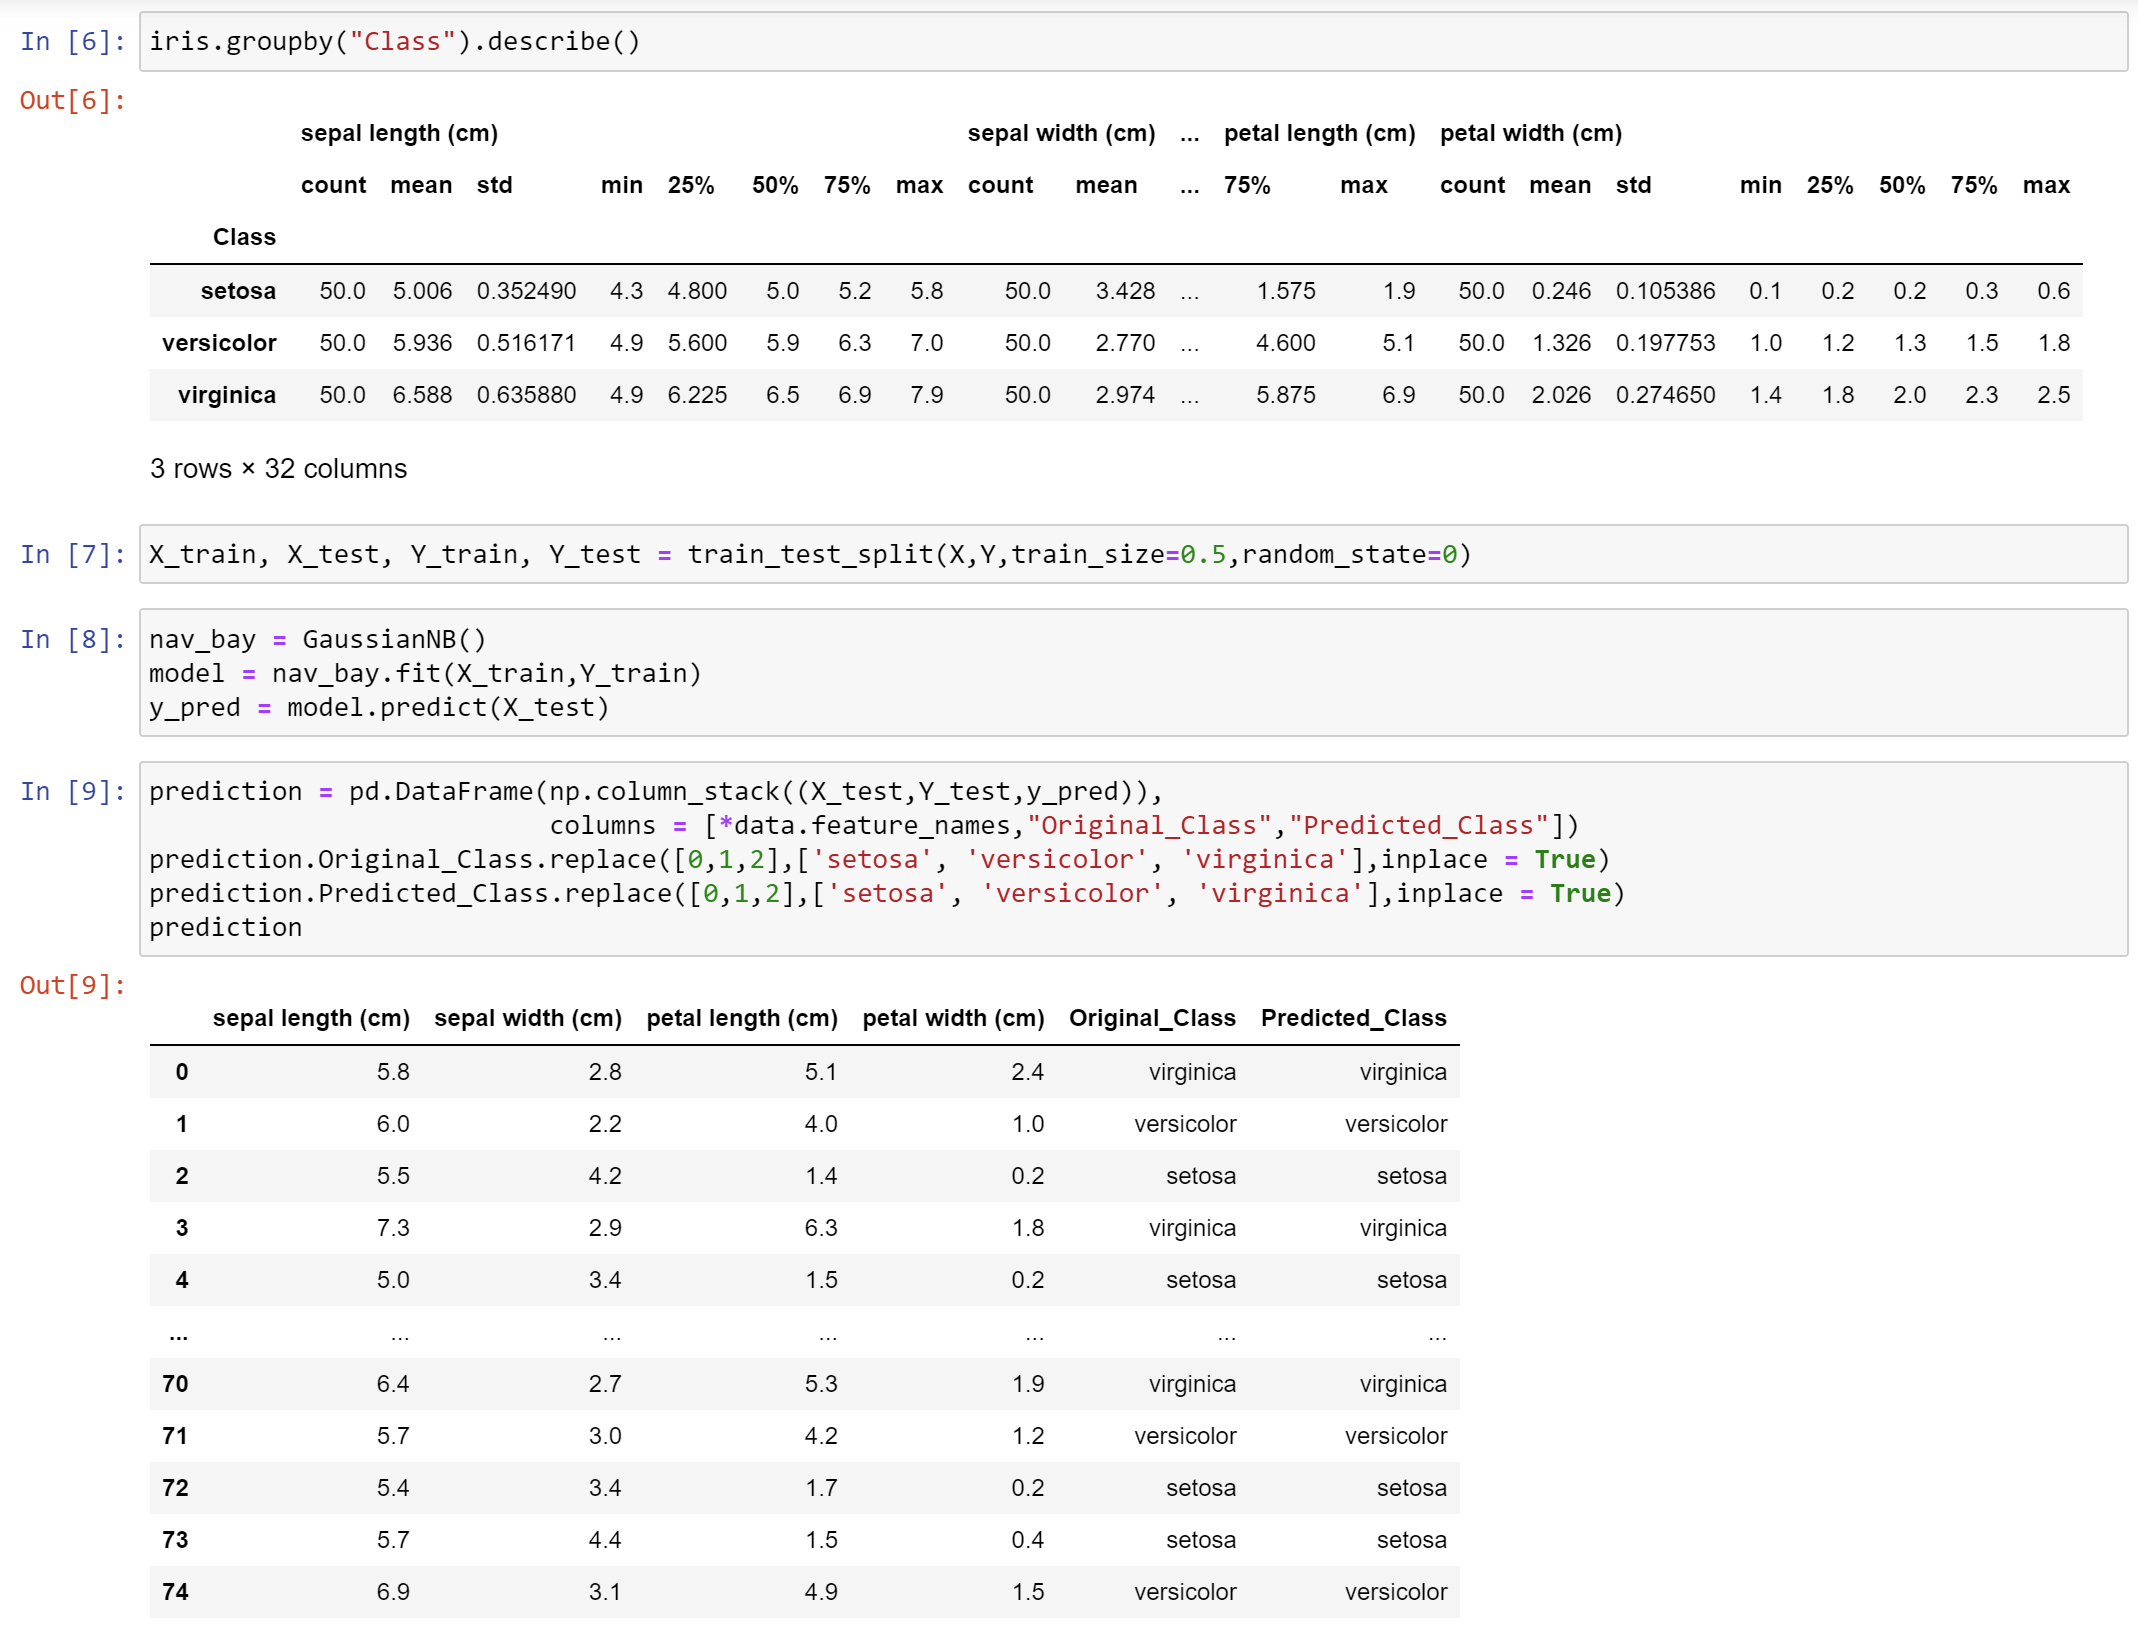 In [6]: iris.groupby("Class").describe()
Out[6]:
sepal length (cm) sepal width (cm) ... petal length (cm) petal width (cm)
count mean std min 25% 50% 75% max count mean ... 75% max count mean std min 25% 50% 75% max
Class
setosa 50.0 5.006 0.352490 4.3 4.800 5.0 5.2 5.8 50.0 3.428 ... 1.575 1.9 50.0 0.246 0.105386 0.1 0.2 0.2 0.3 0.6
versicolor 50.0 5.936 0.516171 4.9 5.600 5.9 6.3 7.0 50.0 2.770 ... 4.600 5.1 50.0 1.326 0.197753 1.0 1.2 1.3 1.5 1.8
virginica 50.0 6.588 0.635880 4.9 6.225 6.5 6.9 7.9 50.0 2.974 ... 5.875 6.9 50.0 2.026 0.274650 1.4 1.8 2.0 2.3 2.5
3 rows × 32 columns
In [7]: X_train, X_test, Y_train, Y_test = train_test_split(X,Y,train_size=0.5,random_state=0)
In [8]: nav_bay = GaussianNB()
model = nav_bay.fit(X_train,Y_train)
y_pred = model.predict(X_test)
In [9]: prediction = pd.DataFrame(np.column_stack((X_test,Y_test,y_pred)),
columns = [*data.feature_names,"Original_Class","Predicted_Class"])
prediction.Original_Class.replace([0,1,2],['setosa', 'versicolor', 'virginica'],inplace = True)
prediction.Predicted_Class.replace([0,1,2],['setosa', 'versicolor', 'virginica'],inplace = True)
prediction
Out[9]:
sepal length (cm) sepal width (cm) petal length (cm) petal width (cm) Original_Class Predicted_Class
0 5.8 2.8 5.1 2.4 virginica virginica
1 6.0 2.2 4.0 1.0 versicolor versicolor
2 5.5 4.2 1.4 0.2 setosa setosa
3 7.3 2.9 6.3 1.8 virginica virginica
4 5.0 3.4 1.5 0.2 setosa setosa
... ... ... ... ... ... ...
70 6.4 2.7 5.3 1.9 virginica virginica
71 5.7 3.0 4.2 1.2 versicolor versicolor
72 5.4 3.4 1.7 0.2 setosa setosa
73 5.7 4.4 1.5 0.4 setosa setosa
74 6.9 3.1 4.9 1.5 versicolor versicolor